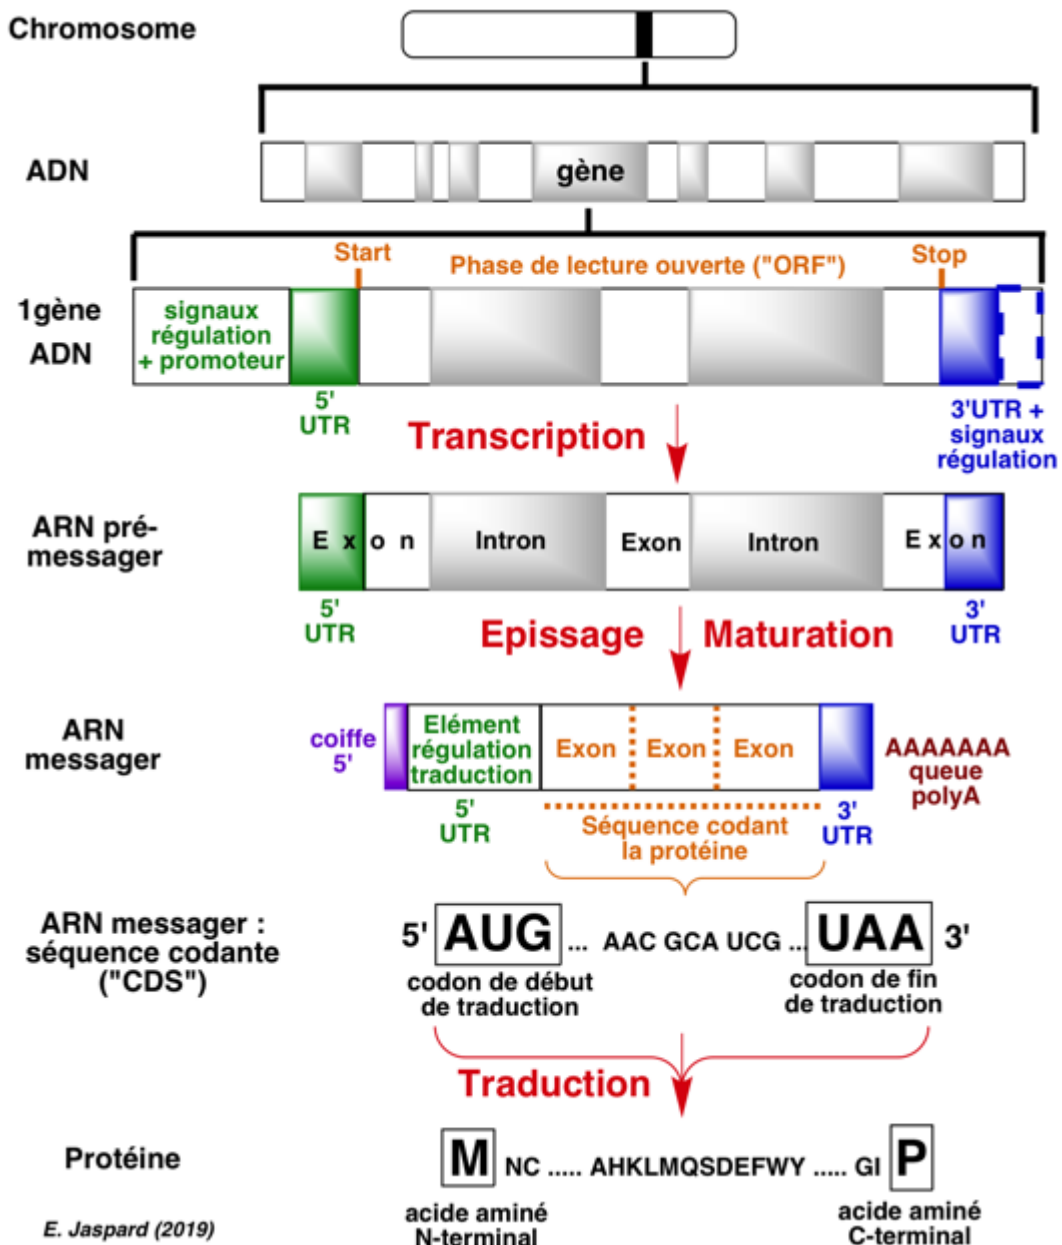 Chromosome
ADN
gène
Start
Phase de lecture ouverte ("ORF")
Stop
1gène
ADN
signaux
régulation
+ promoteur
5'
UTR
3'UTR +
signaux
régulation
Transcription
ARN pré-
messager
Exon
Intron
Exon
Intron
Exon
5'
UTR
3'
UTR
Epissage
Maturation
ARN
messager
coiffe
5'
Elément
régulation
traduction
Exon
Exon
Exon
AAAAAAA
queue
polyA
5'
UTR
Séquence codant
la protéine
3'
UTR
ARN messager :
séquence codante
("CDS")
5' AUG ... AAC GCA UCG ... UAA 3'
codon de début
de traduction
codon de fin
de traduction
Traduction
Protéine
M NC ..... AHKLMQSDEFWY ..... GI P
acide aminé
N-terminal
acide aminé
C-terminal
E. Jaspard (2019)